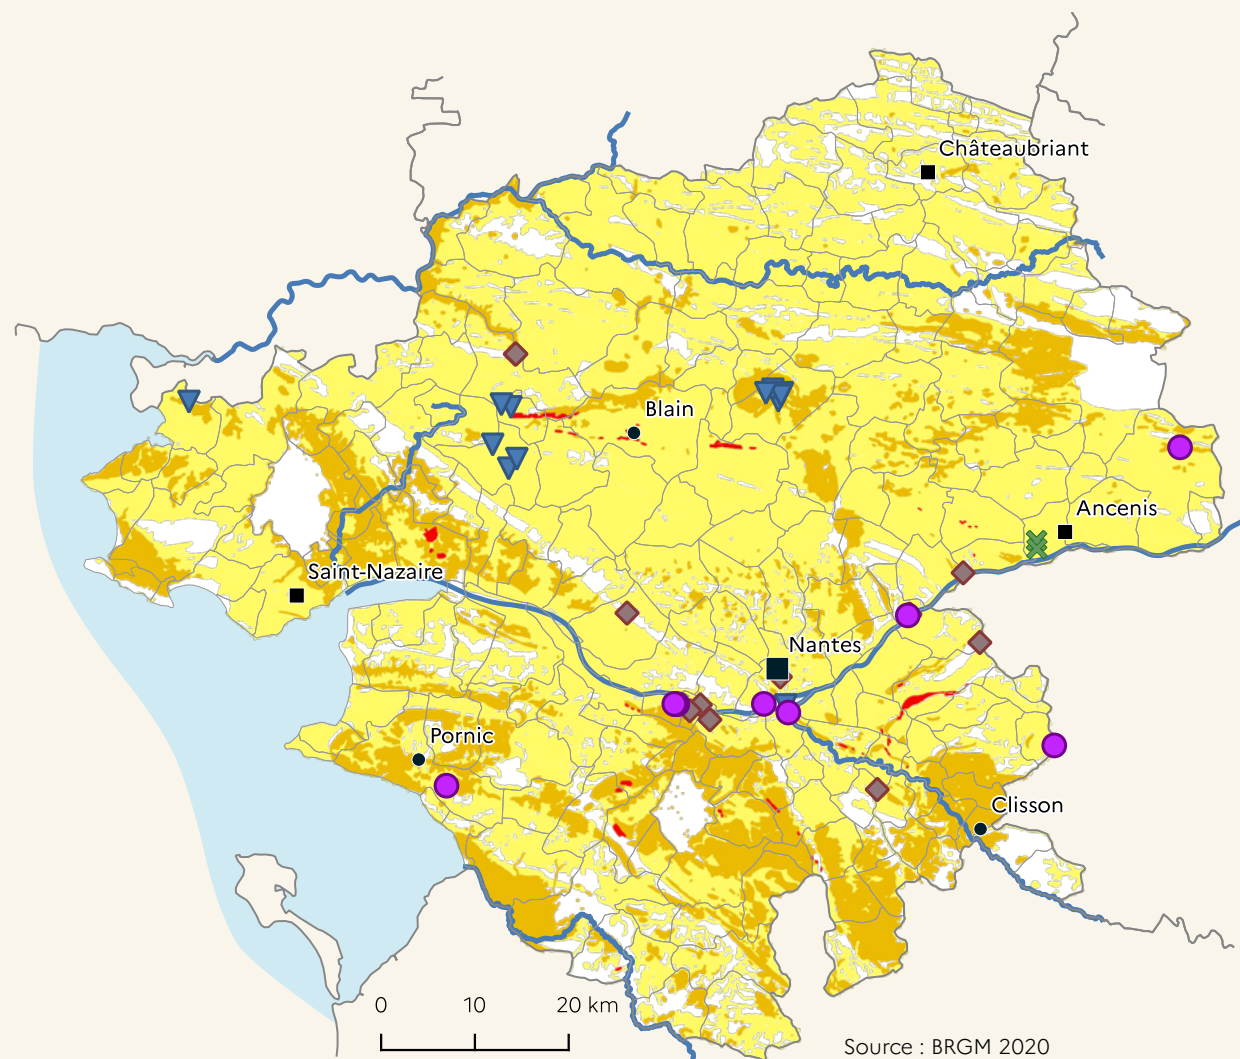 Châteaubriant
Blain
Ancenis
Saint-Nazaire
Nantes
Pornic
Clisson
0 10 20 km
Source : BRGM 2020